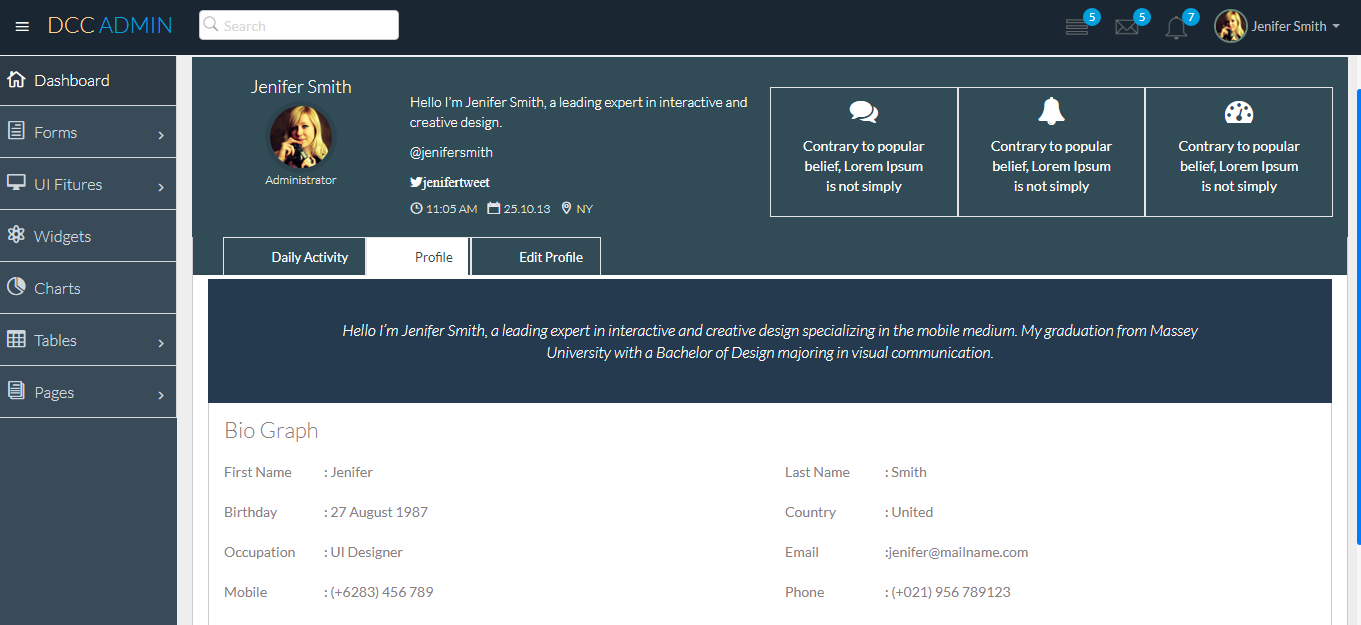 DCC ADMIN
Search
5
5
7
Jenifer Smith
Dashboard
Forms
UI Fitures
Widgets
Charts
Tables
Pages
Jenifer Smith
Administrator
Hello I'm Jenifer Smith, a leading expert in interactive and
creative design.
@jenifersmith
jenifertweet
11:05 AM 25.10.13 NY
Contrary to popular
belief, Lorem Ipsum
is not simply
Contrary to popular
belief, Lorem Ipsum
is not simply
Contrary to popular
belief, Lorem Ipsum
is not simply
Daily Activity
Profile
Edit Profile
Hello I'm Jenifer Smith, a leading expert in interactive and creative design specializing in the mobile medium. My graduation from Massey
University with a Bachelor of Design majoring in visual communication.
Bio Graph
First Name : Jenifer
Last Name : Smith
Birthday : 27 August 1987
Country : United
Occupation : UI Designer
Email :jenifer@mailname.com
Mobile : (+6283) 456 789
Phone : (+021) 956 789123